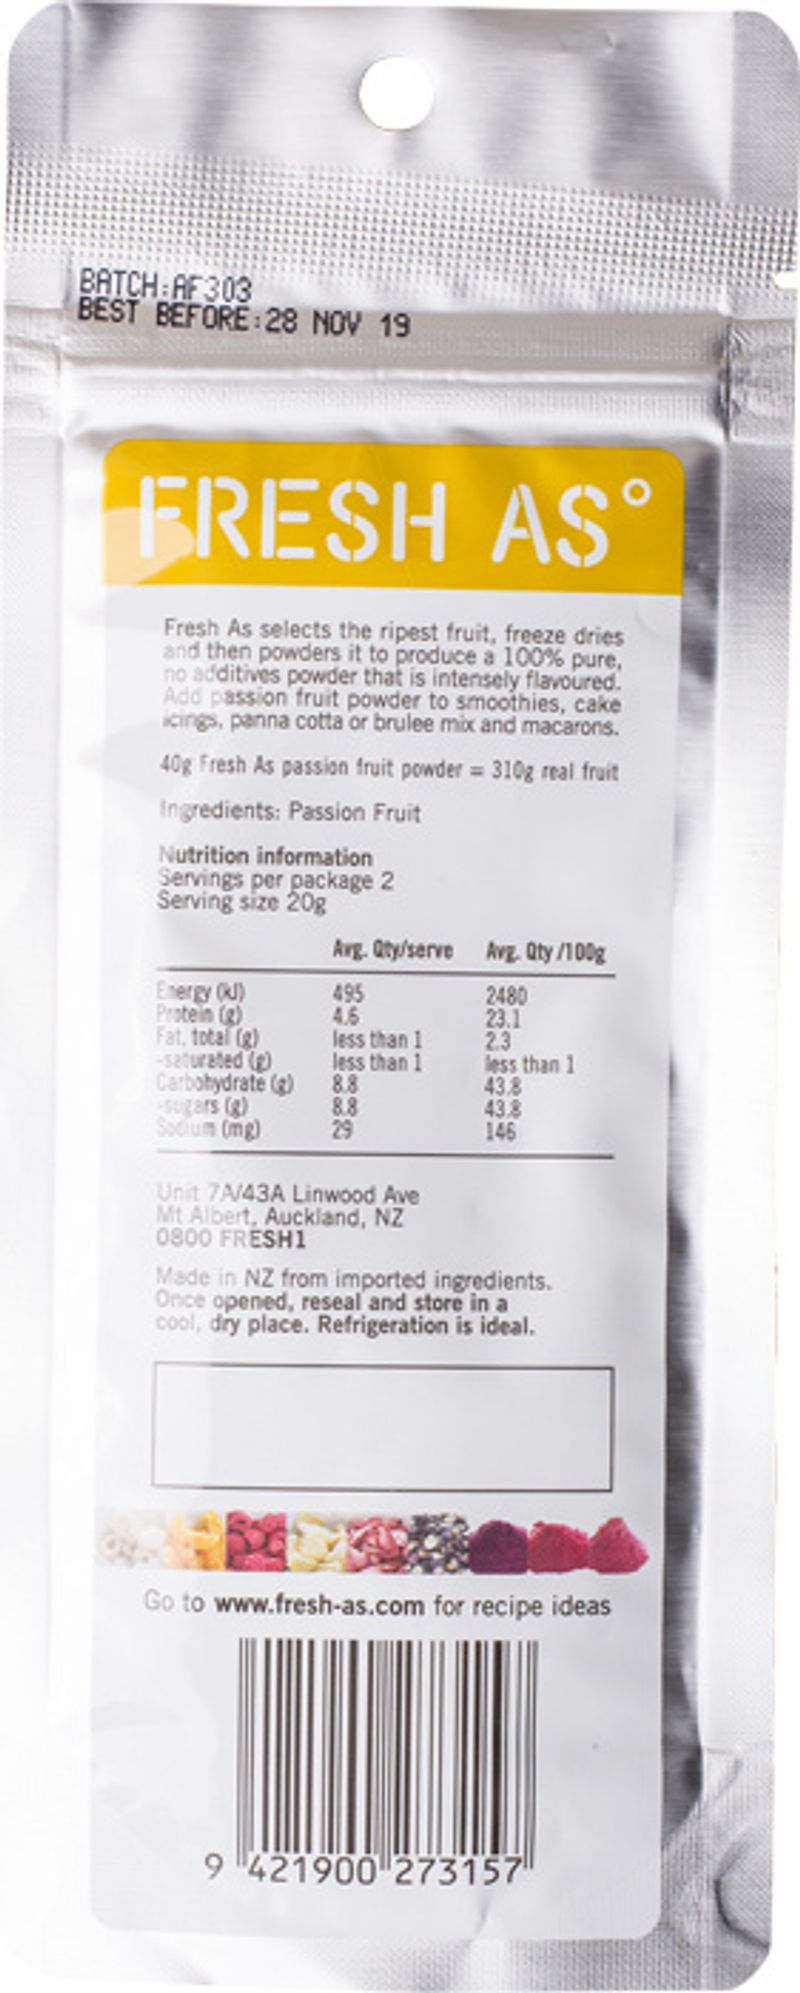 BATCH:AF303
BEST BEFORE:28 NOV 19
FRESH AS°
Fresh As selects the ripest fruit, freeze dries
and then powders it to produce a 100% pure,
no additives powder that is intensely flavoured.
Add passion fruit powder to smoothies, cake
icings, panna cotta or brulee mix and macarons.
40g Fresh As passion fruit powder = 310g real fruit
Ingredients: Passion Fruit
Nutrition information
Servings per package 2
Serving size 20g
Avg. Qty/serve Avg. Qty /100g
Energy (kJ) 495 2480
Protein (g) 4.6 23.1
Fat, total (g) less than 1 2.3
-saturated (g) less than 1 less than 1
Carbohydrate (g) 8.8 43.8
-sugars (g) 8.8 43.8
Sodium (mg) 29 146
Unit 7A/43A Linwood Ave
Mt Albert, Auckland, NZ
0800 FRESH1
Made in NZ from imported ingredients.
Once opened, reseal and store in a
cool, dry place. Refrigeration is ideal.
Go to www.fresh-as.com for recipe ideas
9 421900 273157